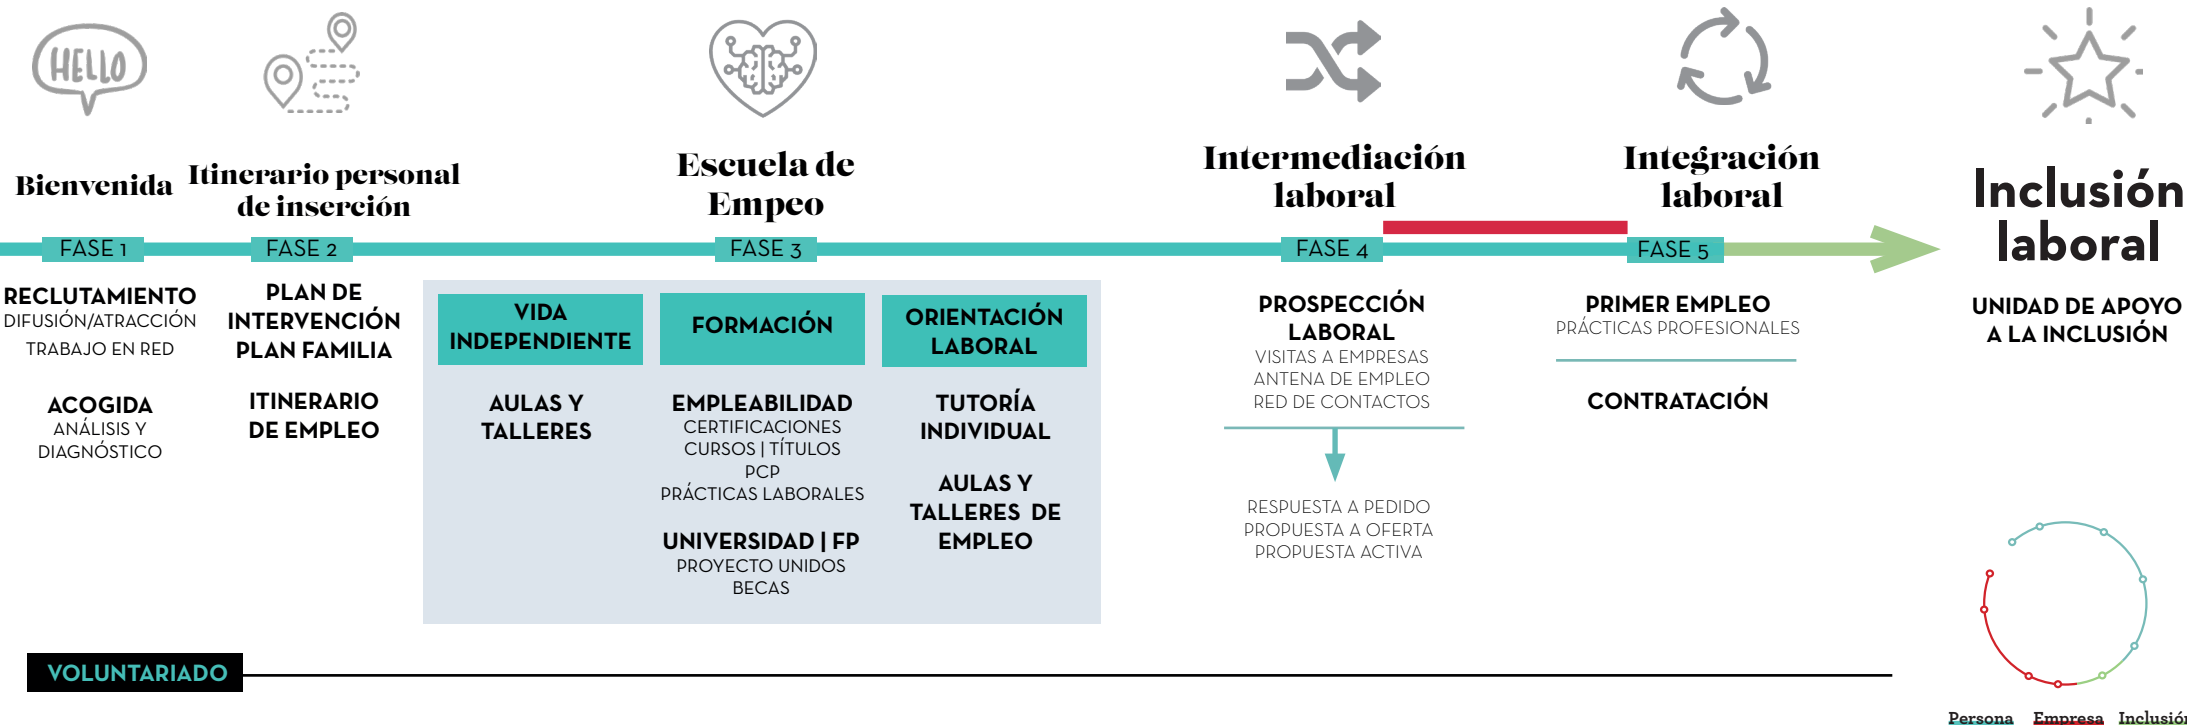 HELLO
Bienvenida
FASE 1
RECLUTAMIENTO
DIFUSIÓN/ATRACCIÓN
TRABAJO EN RED
ACOGIDA
ANÁLISIS Y
DIAGNÓSTICO
Itinerario personal
de inserción
FASE 2
PLAN DE
INTERVENCIÓN
PLAN FAMILIA
ITINERARIO
DE EMPLEO
Escuela de
Empeo
FASE 3
VIDA
INDEPENDIENTE
AULAS Y
TALLERES
FORMACIÓN
EMPLEABILIDAD
CERTIFICACIONES
CURSOS | TÍTULOS
PCP
PRÁCTICAS LABORALES
UNIVERSIDAD | FP
PROYECTO UNIDOS
BECAS
ORIENTACIÓN
LABORAL
TUTORÍA
INDIVIDUAL
AULAS Y
TALLERES DE
EMPLEO
Intermediación
laboral
FASE 4
PROSPECCIÓN
LABORAL
VISITAS A EMPRESAS
ANTENA DE EMPLEO
RED DE CONTACTOS
RESPUESTA A PEDIDO
PROPUESTA A OFERTA
PROPUESTA ACTIVA
Integración
laboral
FASE 5
PRIMER EMPLEO
PRÁCTICAS PROFESIONALES
CONTRATACIÓN
Inclusión
laboral
UNIDAD DE APOYO
A LA INCLUSIÓN
VOLUNTARIADO
Persona Empresa Inclusión